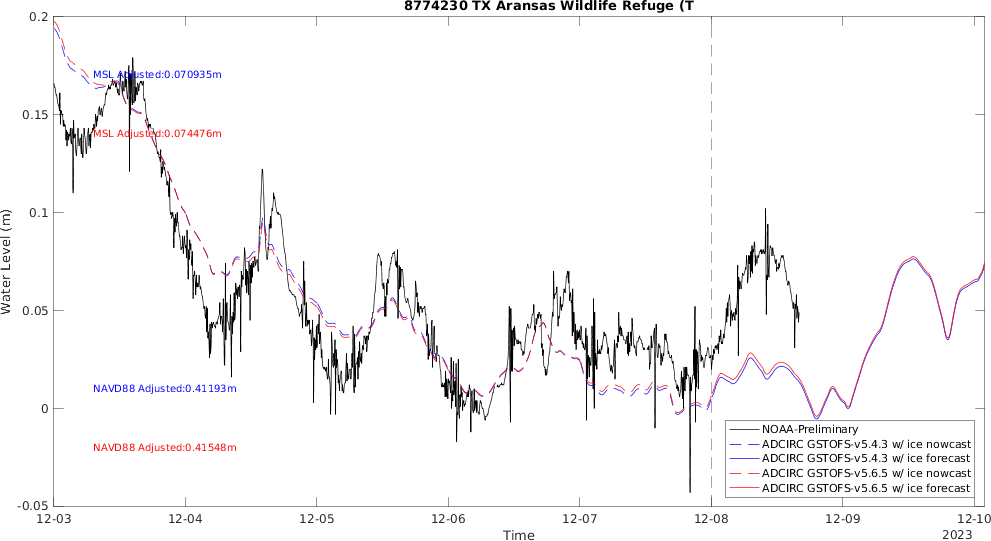 8774230 TX Aransas Wildlife Refuge (T
0.2
MSL Adjusted:0.070935m
0.15
MSL Adjusted:0.074476m
0.1
Water Level (m)
0.05
NAVD88 Adjusted:0.41193m
0
NOAA-Preliminary
ADCIRC GSTOFS-v5.4.3 w/ ice nowcast
NAVD88 Adjusted:0.41548m
ADCIRC GSTOFS-v5.4.3 w/ ice forecast
ADCIRC GSTOFS-v5.6.5 w/ ice nowcast
ADCIRC GSTOFS-v5.6.5 w/ ice forecast
-0.05
12-03 12-04 12-05 12-06 12-07 12-08 12-09 12-10
Time
2023